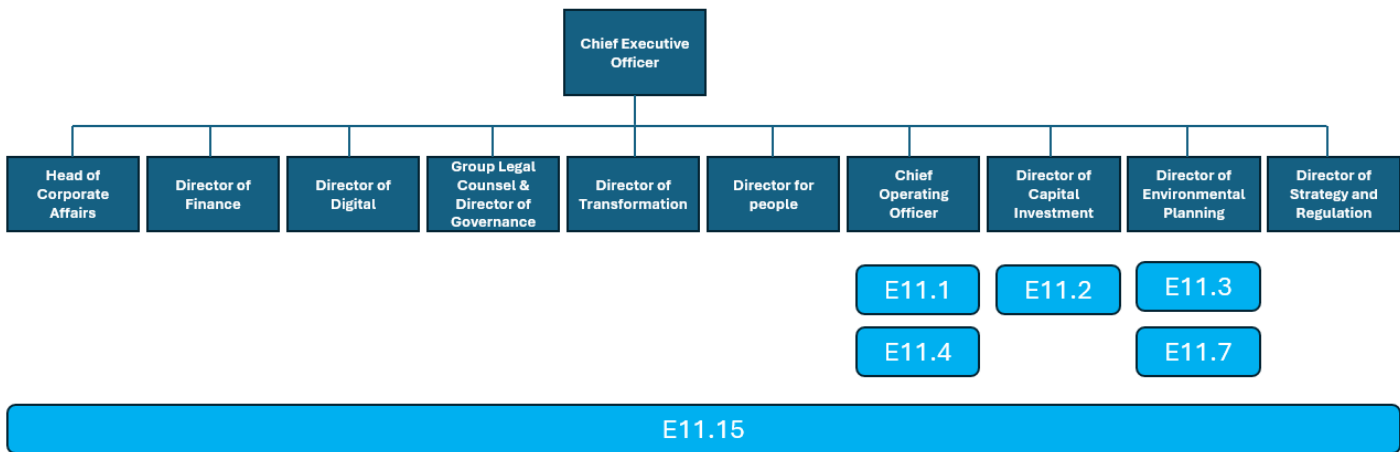 Chief Executive
Officer
Head of
Corporate
Affairs
Director of
Finance
Director of
Digital
Group Legal
Counsel &
Director of
Governance
Director of
Transformation
Director for
people
Chief
Operating
Officer
Director of
Capital
Investment
Director of
Environmental
Planning
Director of
Strategy and
Regulation
E11.1
E11.2
E11.3
E11.4
E11.7
E11.15